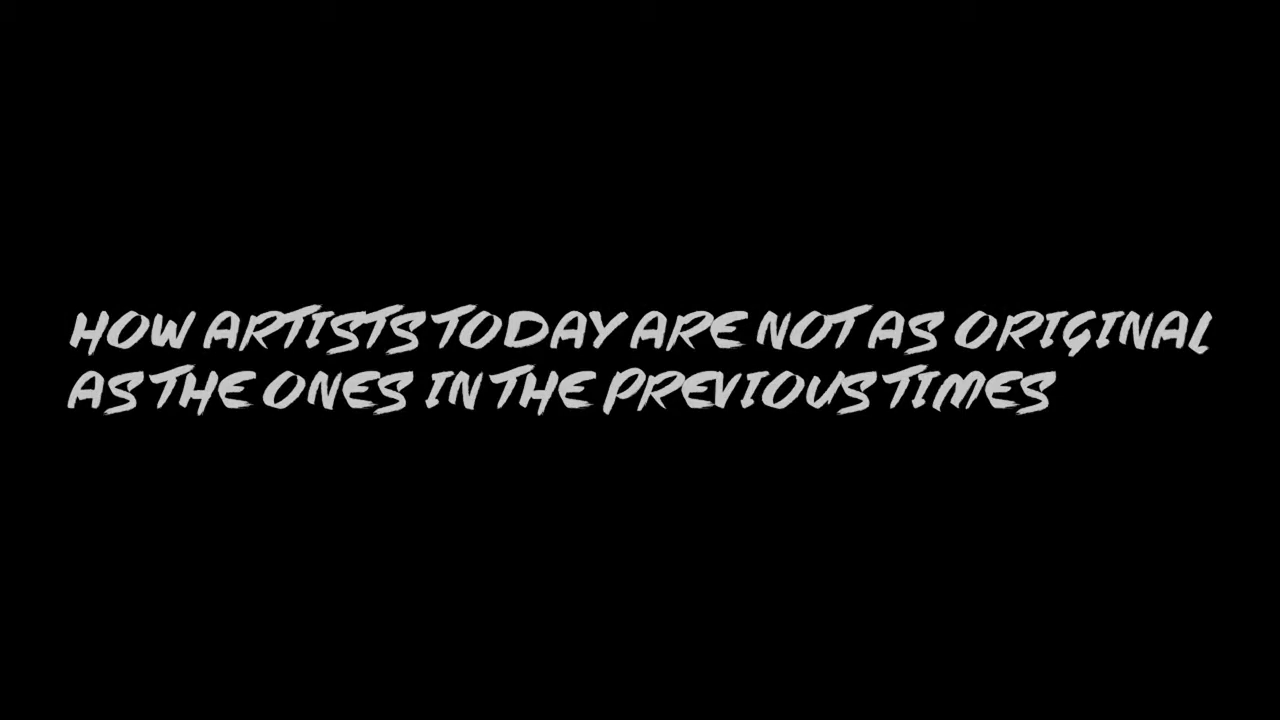 HOW ARTISTS TODAY ARE NOT AS ORIGINAL
AS THE ONES IN THE PREVIOUS TIMES